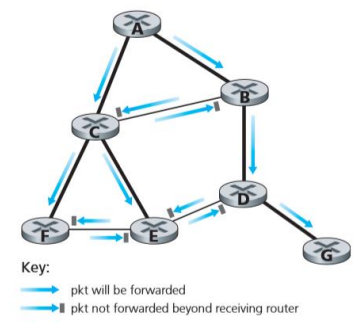 A
B
C
D
F
E
G
Key:
pkt will be forwarded
pkt not forwarded beyond receiving router